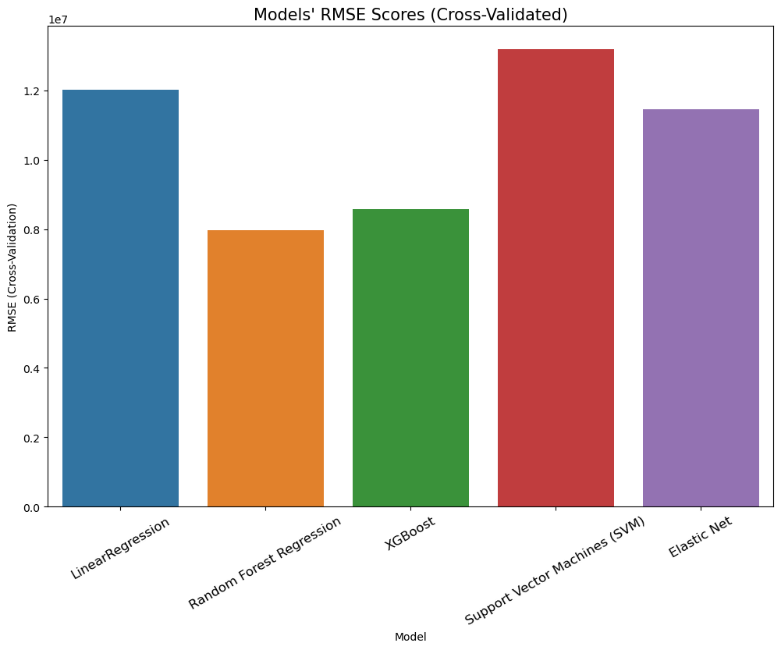 Models' RMSE Scores (Cross-Validated)
1e7
1.2
1.0
0.8
0.6
0.4
0.2
0.0
RMSE (Cross-Validation)
LinearRegression
Random Forest Regression
XGBoost
Support Vector Machines (SVM)
Elastic Net
Model